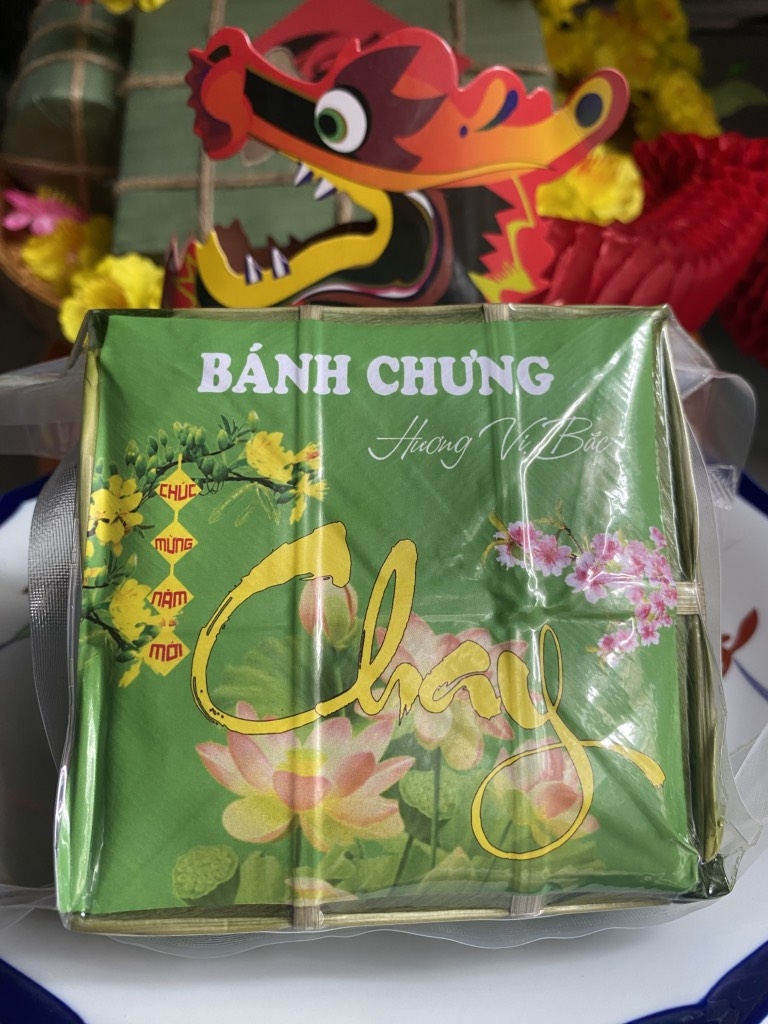 BÁNH CHƯNG
Hương Vị Bắc
CHÚC
MỪNG
NĂM
MỚI
Chay